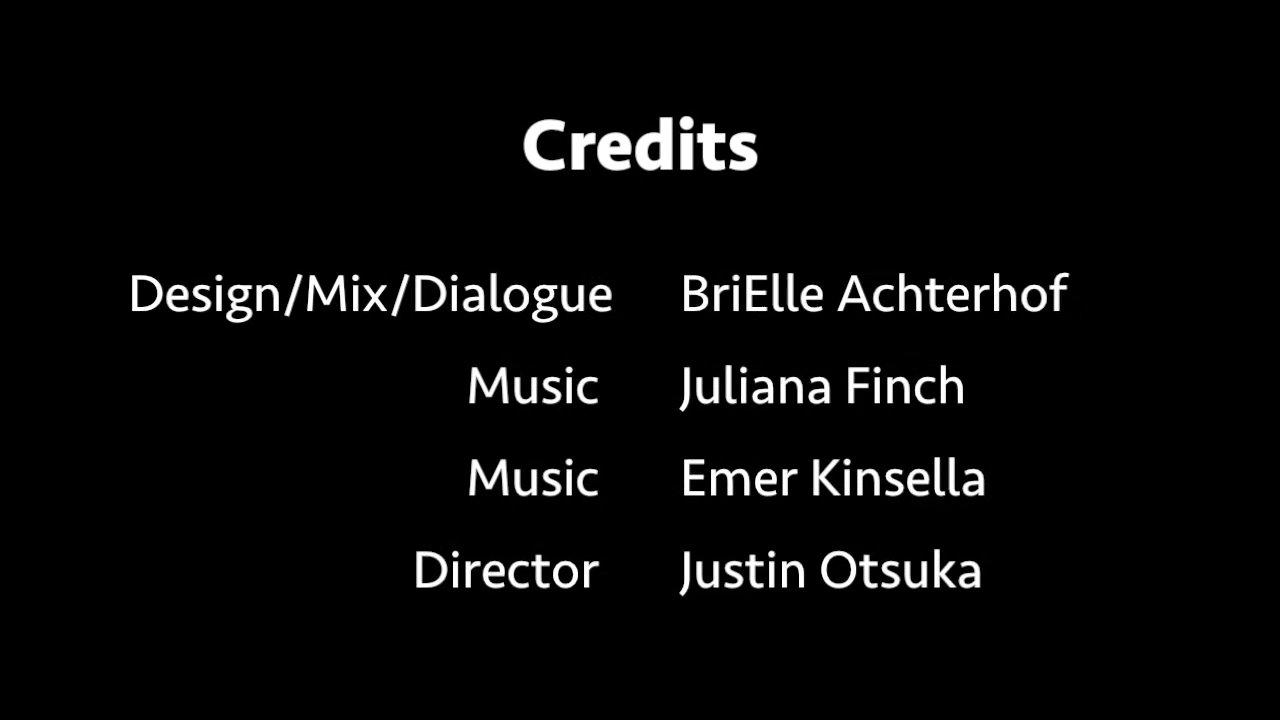 Credits
Design/Mix/Dialogue BriElle Achterhof
Music Juliana Finch
Music Emer Kinsella
Director Justin Otsuka